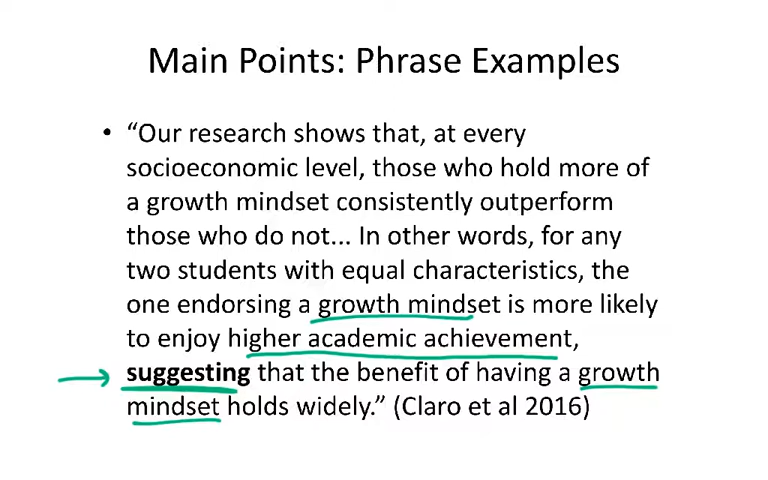 Main Points: Phrase Examples
• “Our research shows that, at every
socioeconomic level, those who hold more of
a growth mindset consistently outperform
those who do not... In other words, for any
two students with equal characteristics, the
one endorsing a growth mindset is more likely
to enjoy higher academic achievement,
suggesting that the benefit of having a growth
mindset holds widely.” (Claro et al 2016)